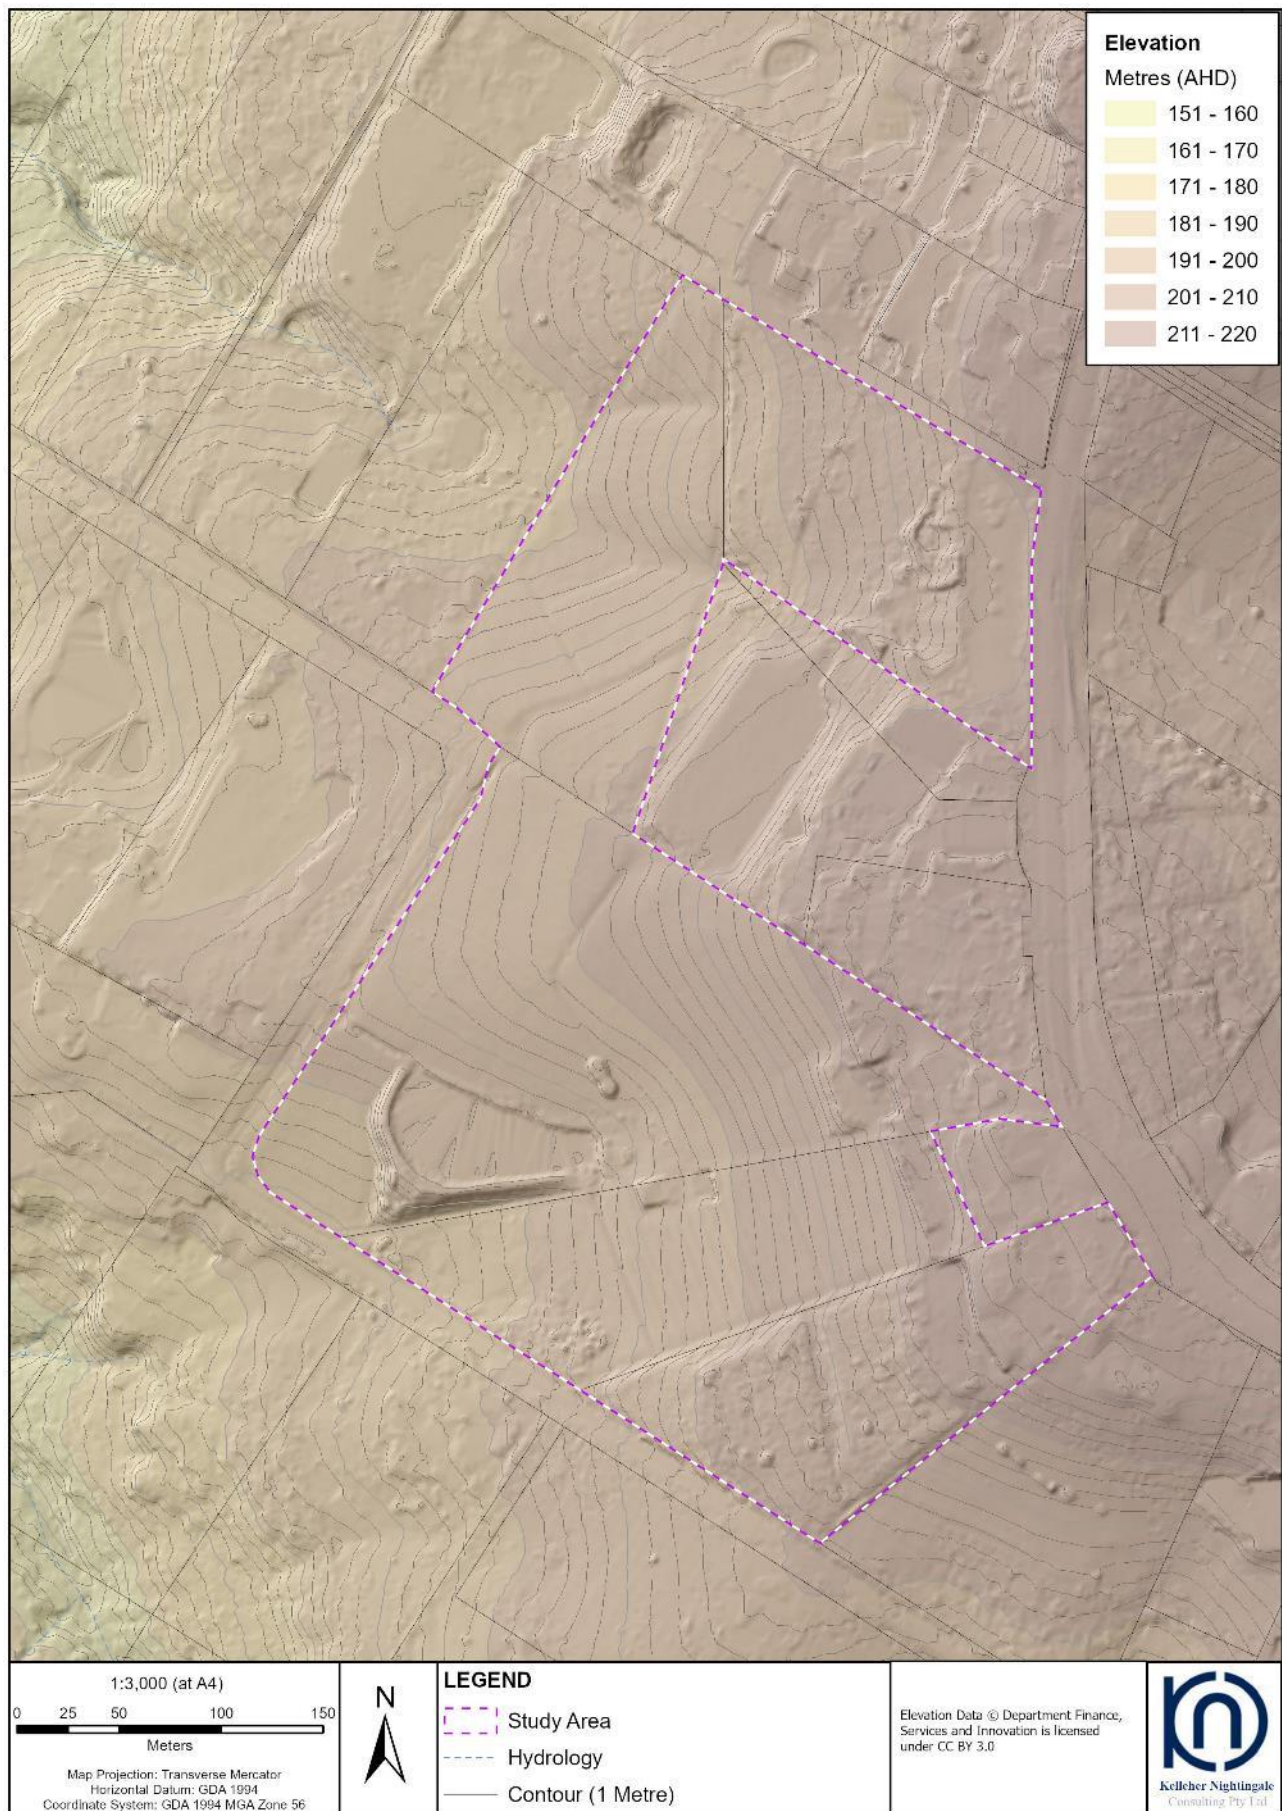 Elevation
Metres (AHD)
151 - 160
161 - 170
171 - 180
181 - 190
191 - 200
201 - 210
211 - 220
1:3,000 (at A4)
0 25 50 100 150
Meters
Map Projection: Transverse Mercator
Horizontal Datum: GDA 1994
Coordinate System: GDA 1994 MGA Zone 56
N
LEGEND
Study Area
Hydrology
Contour (1 Metre)
Elevation Data © Department Finance,
Services and Innovation is licensed
under CC BY 3.0
Kelleher Nightingale
Consulting Pty Ltd